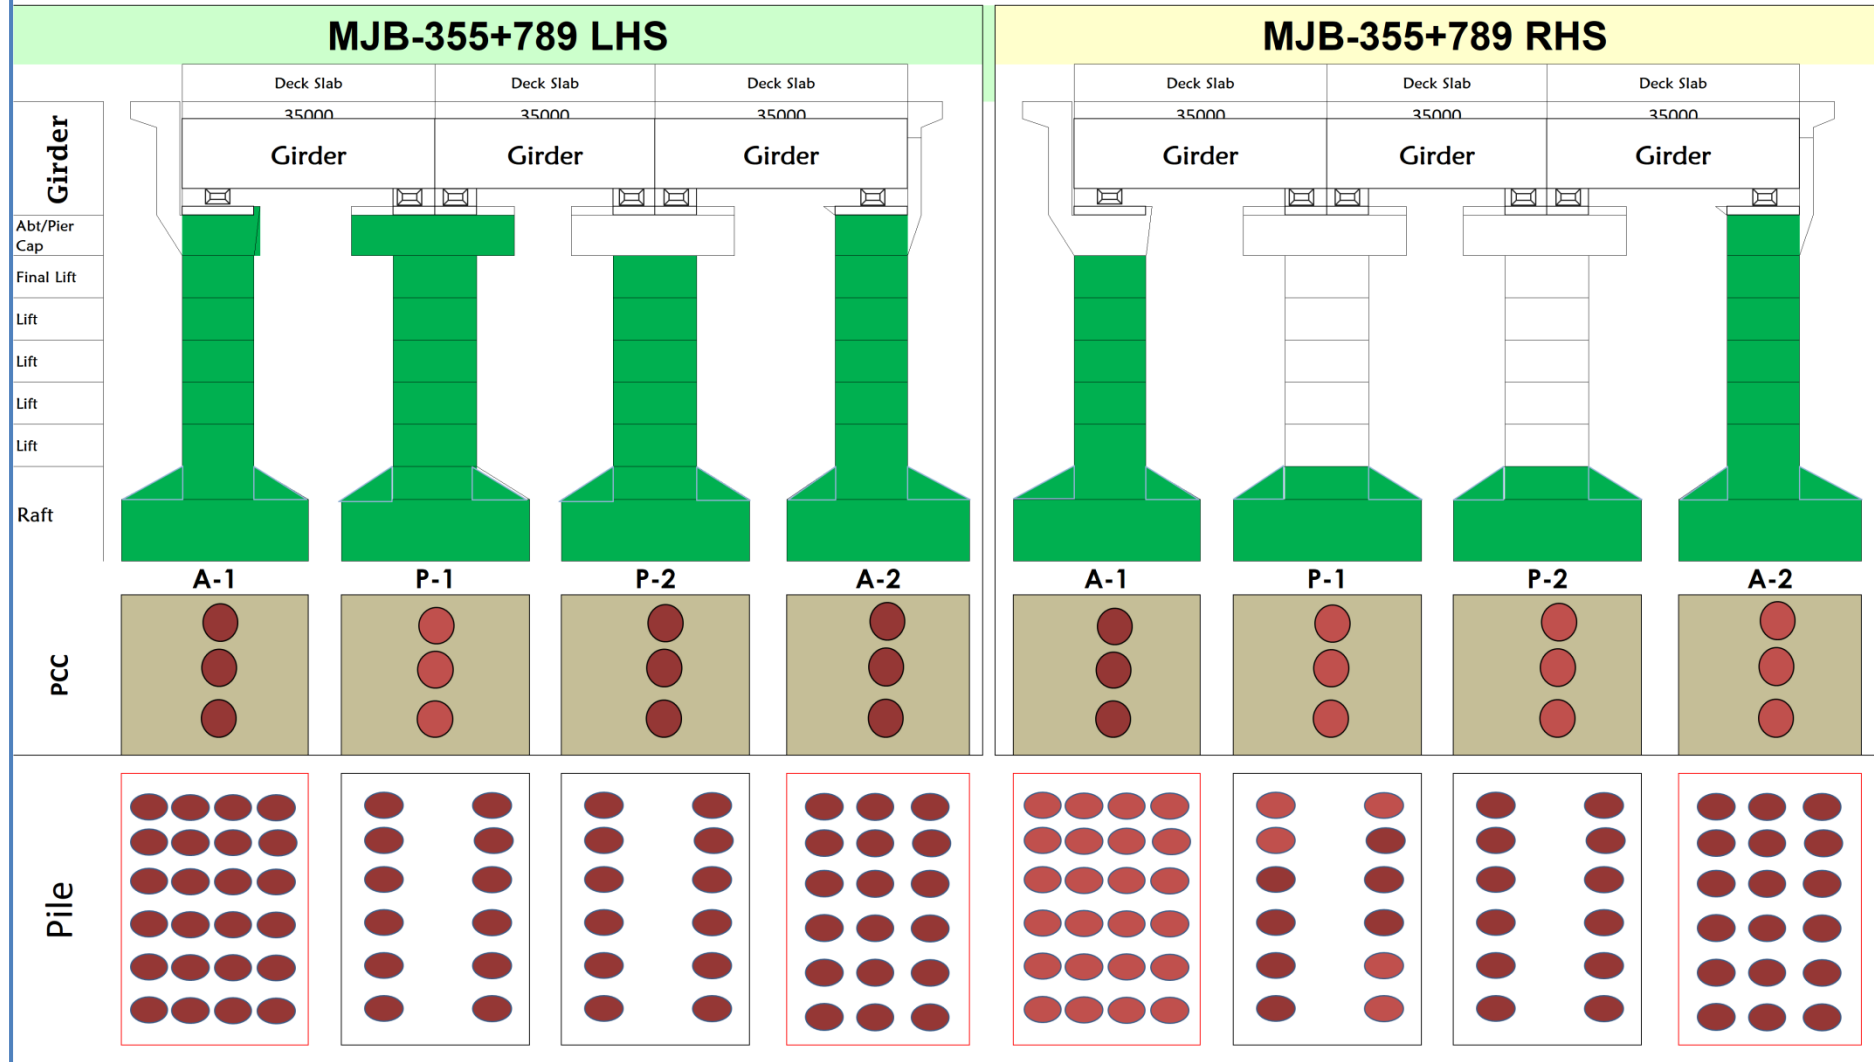 MJB-355+789 LHS
MJB-355+789 RHS
Deck Slab Deck Slab Deck Slab
Deck Slab Deck Slab Deck Slab
35000 35000 35000
35000 35000 35000
Girder
Girder Girder Girder
Girder Girder Girder
Abt/Pier
Cap
Final Lift
Lift
Lift
Lift
Lift
Raft
A-1 P-1 P-2 A-2
A-1 P-1 P-2 A-2
PCC
Pile